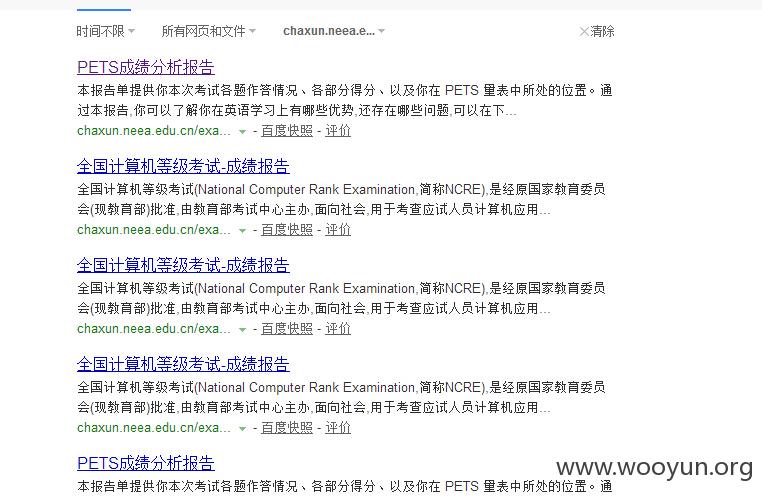 时间不限 所有网页和文件 chaxun.neea.e... 清除
PETS成绩分析报告
本报告单提供你本次考试各题作答情况、各部分得分、以及你在 PETS 量表中所处的位置。通
过本报告,你可以了解你在英语学习上有哪些优势,还存在哪些问题,可以在下...
chaxun.neea.edu.cn/exa... - 百度快照 - 评价
全国计算机等级考试-成绩报告
全国计算机等级考试(National Computer Rank Examination,简称NCRE),是经原国家教育委员
会(现教育部)批准,由教育部考试中心主办,面向社会,用于考查应试人员计算机应用...
chaxun.neea.edu.cn/exa... - 百度快照 - 评价
全国计算机等级考试-成绩报告
全国计算机等级考试(National Computer Rank Examination,简称NCRE),是经原国家教育委员
会(现教育部)批准,由教育部考试中心主办,面向社会,用于考查应试人员计算机应用...
chaxun.neea.edu.cn/exa... - 百度快照 - 评价
全国计算机等级考试-成绩报告
全国计算机等级考试(National Computer Rank Examination,简称NCRE),是经原国家教育委员
会(现教育部)批准,由教育部考试中心主办,面向社会,用于考查应试人员计算机应用...
chaxun.neea.edu.cn/exa... - 百度快照 - 评价
PETS成绩分析报告
本报告单提供你本次考试各题作答情况、各部分得分、以及你在 PETS 量表中所处的位置。通
www.wooyun.org